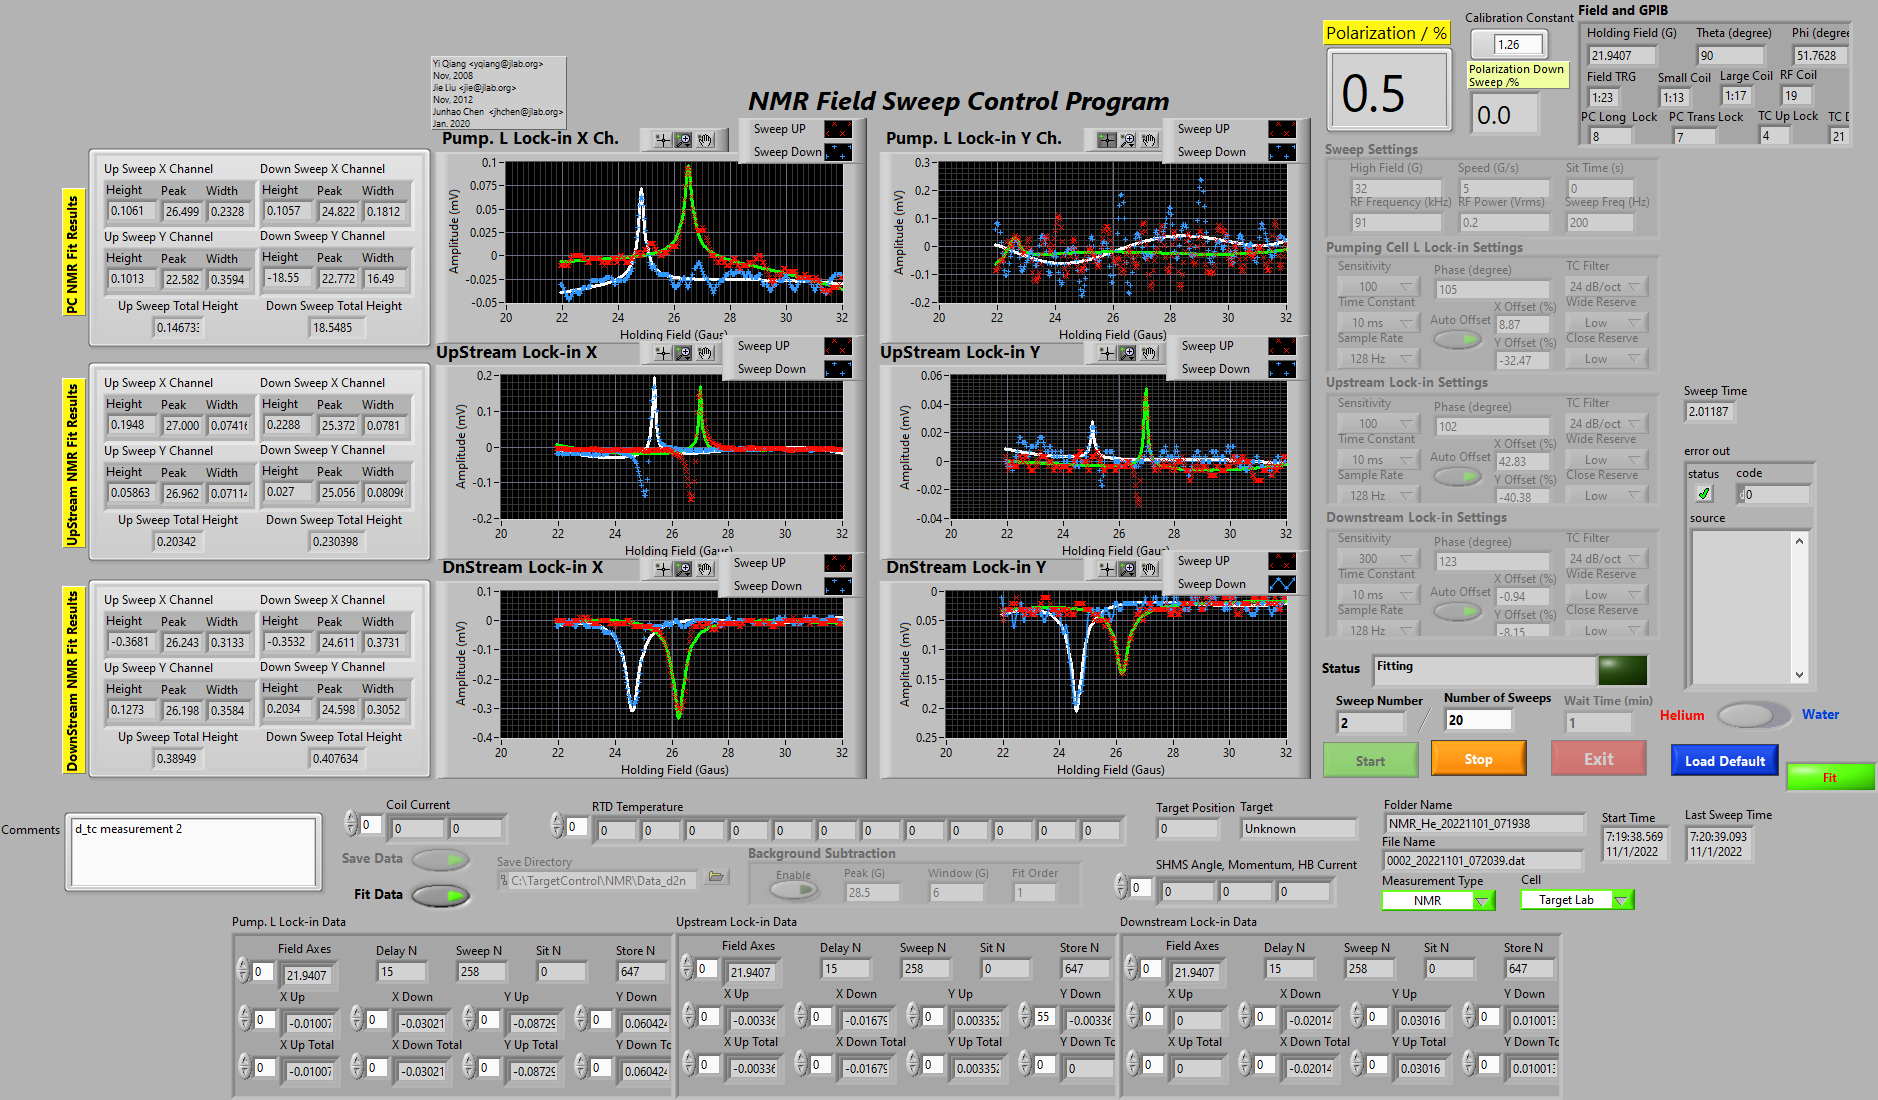 Yi Qiang <yqiang@jlab.org>
Nov, 2008
Jie Liu <jie@jlab.org>
Nov, 2012
Junhao Chen <jhchen@jlab.org>
Jan. 2020
NMR Field Sweep Control Program
Polarization / %
0.5
Calibration Constant
1.26
Polarization Down
Sweep /%
0.0
Field and GPIB
Holding Field (G) Theta (degree) Phi (degree
21.9407 90 51.7628
Field TRG Small Coil Large Coil RF Coil
1:23 1:13 1:17 19
PC Long Lock PC Trans Lock TC Up Lock TC D
8 7 4 21
PC NMR Fit Results
Up Sweep X Channel Down Sweep X Channel
Height Peak Width Height Peak Width
0.1061 26.499 0.2328 0.1057 24.822 0.1812
Up Sweep Y Channel Down Sweep Y Channel
Height Peak Width Height Peak Width
0.1013 22.582 0.3594 -18.55 22.772 16.49
Up Sweep Total Height Down Sweep Total Height
0.14673 18.5485
Pump. L Lock-in X Ch.
Sweep UP
Sweep Down
Amplitude (mV)
0.1
0.075
0.05
0.025
0
-0.025
-0.05
20 22 24 26 28 30 32
Holding Field (Gaus)
Pump. L Lock-in Y Ch.
Sweep UP
Sweep Down
Amplitude (mV)
0.3
0.2
0.1
0
-0.1
-0.2
20 22 24 26 28 30 32
Holding Field (Gaus)
UpStream NMR Fit Results
Up Sweep X Channel Down Sweep X Channel
Height Peak Width Height Peak Width
0.1948 27.000 0.07416 0.2288 25.372 0.0781
Up Sweep Y Channel Down Sweep Y Channel
Height Peak Width Height Peak Width
0.05863 26.962 0.07114 0.027 25.056 0.08096
Up Sweep Total Height Down Sweep Total Height
0.20342 0.230398
UpStream Lock-in X
Sweep UP
Sweep Down
Amplitude (mV)
0.2
0.1
0
-0.1
-0.2
20 22 24 26 28 30 32
Holding Field (Gaus)
UpStream Lock-in Y
Sweep UP
Sweep Down
Amplitude (mV)
0.06
0.04
0.02
0
-0.02
-0.04
20 22 24 26 28 30 32
Holding Field (Gaus)
DownStream NMR Fit Results
Up Sweep X Channel Down Sweep X Channel
Height Peak Width Height Peak Width
-0.3681 26.243 0.3133 -0.3532 24.611 0.3731
Up Sweep Y Channel Down Sweep Y Channel
Height Peak Width Height Peak Width
0.1273 26.198 0.3584 0.2034 24.598 0.3052
Up Sweep Total Height Down Sweep Total Height
0.38949 0.407634
DnStream Lock-in X
Sweep UP
Sweep Down
Amplitude (mV)
0.1
0
-0.1
-0.2
-0.3
-0.4
20 22 24 26 28 30 32
Holding Field (Gaus)
DnStream Lock-in Y
Sweep UP
Sweep Down
Amplitude (mV)
0
0.05
0.1
0.15
0.2
0.25
20 22 24 26 28 30 32
Holding Field (Gaus)
Sweep Settings
High Field (G) Speed (G/s) Sit Time (s)
32 5 0
RF Frequency (kHz) RF Power (Vrms) Sweep Freq (Hz)
91 0.2 200
Pumping Cell L Lock-in Settings
Sensitivity Phase (degree) TC Filter
100 105 24 dB/oct
Time Constant X Offset (%) Wide Reserve
10 ms Auto Offset 8.87 Low
Sample Rate Y Offset (%) Close Reserve
128 Hz -32.47 Low
Upstream Lock-in Settings
Sensitivity Phase (degree) TC Filter
100 102 24 dB/oct
Time Constant X Offset (%) Wide Reserve
10 ms Auto Offset 42.83 Low
Sample Rate Y Offset (%) Close Reserve
128 Hz -40.38 Low
Downstream Lock-in Settings
Sensitivity Phase (degree) TC Filter
300 123 24 dB/oct
Time Constant X Offset (%) Wide Reserve
10 ms Auto Offset -0.94 Low
Sample Rate Y Offset (%) Close Reserve
128 Hz -8.15 Low
Sweep Time
2.01187
error out
status code
0
source
Status Fitting
Sweep Number Number of Sweeps Wait Time (min)
2 / 20 1
Helium Water
Start Stop Exit Load Default
Fit
Comments
d_tc measurement 2
Coil Current
0 0 0
Save Data
Fit Data
RTD Temperature
0 0 0 0 0 0 0 0 0 0 0 0 0
Save Directory
C:\TargetControl\NMR\Data_d2n
Background Subtraction
Enable Peak (G) Window (G) Fit Order
28.5 6 1
Target Position Target
0 Unknown
SHMS Angle, Momentum, HB Current
0 0 0 0
Folder Name
NMR_He_20221101_071938
File Name
0002_20221101_072039.dat
Measurement Type Cell
NMR Target Lab
Start Time Last Sweep Time
7:19:38.569 7:20:39.093
11/1/2022 11/1/2022
Pump. L Lock-in Data
Field Axes Delay N Sweep N Sit N Store N
0 21.9407 15 258 0 647
X Up X Down Y Up Y Down
0 -0.01007 0 -0.03021 0 -0.08729 0 0.060424
X Up Total X Down Total Y Up Total Y Down To
0 -0.01007 0 -0.03021 0 -0.08729 0 0.060424
Upstream Lock-in Data
Field Axes Delay N Sweep N Sit N Store N
0 21.9407 15 258 0 647
X Up X Down Y Up Y Down
0 -0.00336 0 -0.01679 0 0.003352 55 -0.00336
X Up Total X Down Total Y Up Total Y Down To
0 -0.00336 0 -0.01679 0 0.003352 0 0
Downstream Lock-in Data
Field Axes Delay N Sweep N Sit N Store N
0 21.9407 15 258 0 647
X Up X Down Y Up Y Down
0 0 0 -0.02014 0 0.03016 0 0.01001
X Up Total X Down Total Y Up Total Y Down To
0 0 0 -0.02014 0 0.03016 0 0.01001